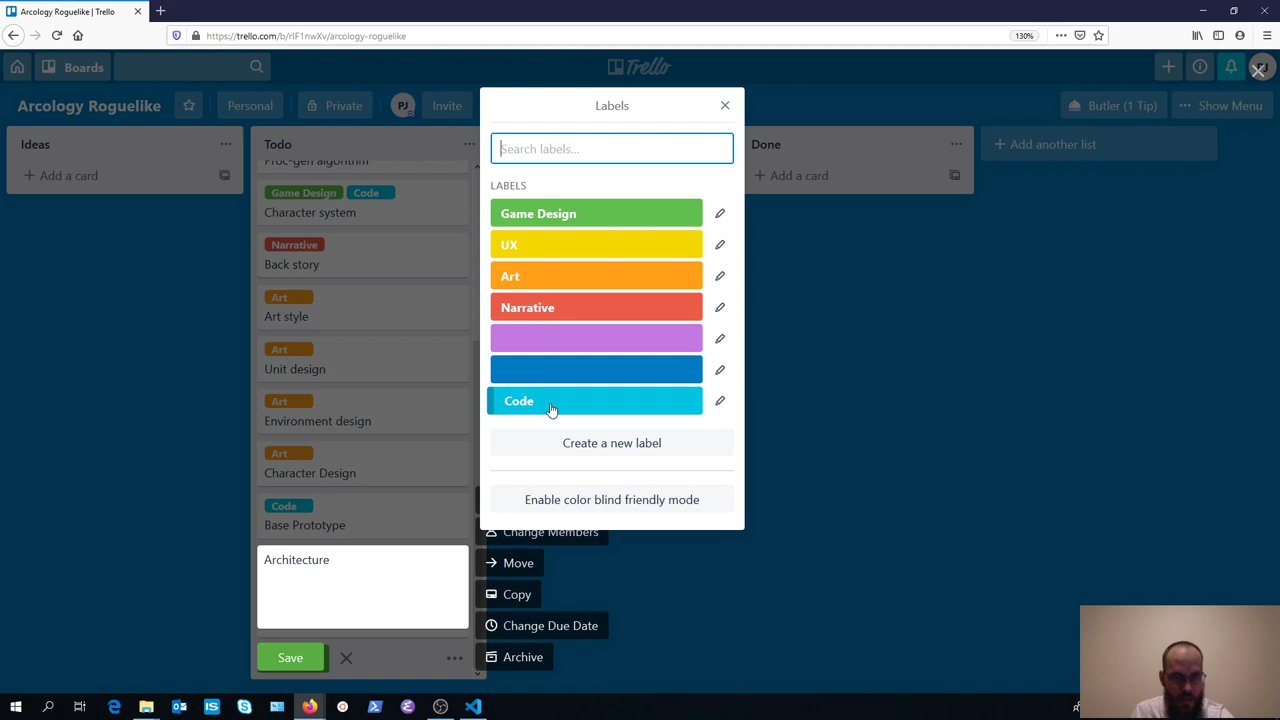 Arcology Roguelike | Trello
https://trello.com/b/rIF1nwXv/arcology-roguelike
130%
Boards
Trello
Arcology Roguelike
Personal
Private
PJ
Invite
Butler (1 Tip)
Show Menu
Ideas
Add a card
Todo
Proc-gen algorithm
Game Design
Code
Character system
Narrative
Back story
Art
Art style
Art
Unit design
Art
Environment design
Art
Character Design
Code
Base Prototype
Architecture
Save
Labels
Search labels...
LABELS
Game Design
UX
Art
Narrative
Code
Create a new label
Enable color blind friendly mode
Change Members
Move
Copy
Change Due Date
Archive
Done
Add a card
Add another list